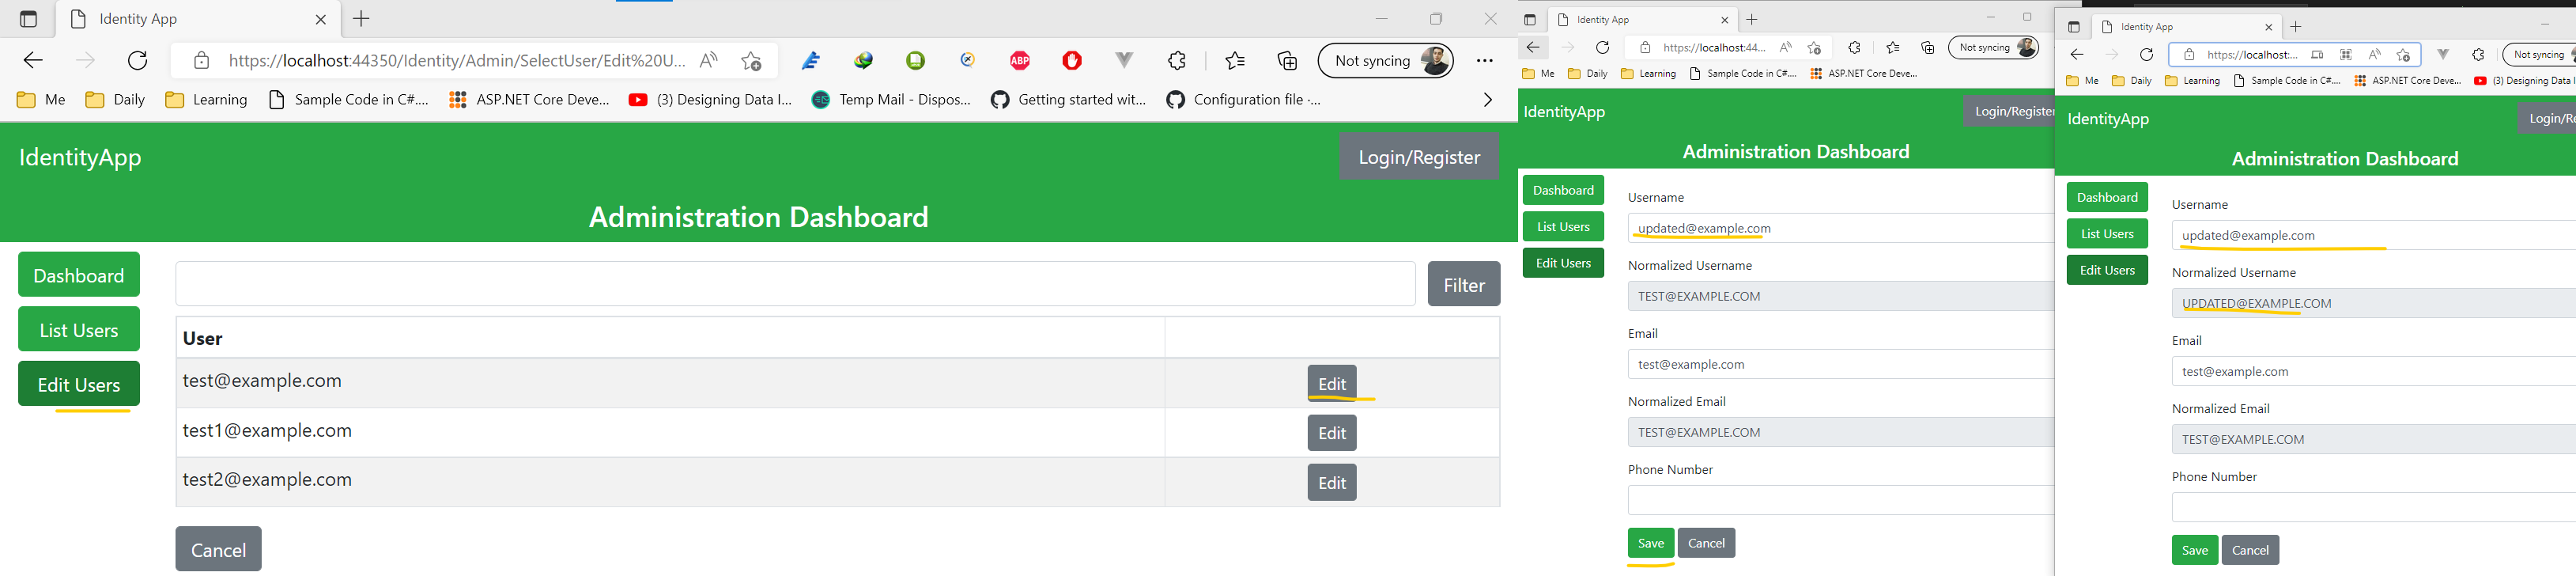 Identity App
https://localhost:44350/Identity/Admin/SelectUser/Edit%20U...
ABP
Not syncing
Me
Daily
Learning
Sample Code in C#....
ASP.NET Core Deve...
(3) Designing Data I...
Temp Mail - Dispos...
Getting started wit...
Configuration file ·...
IdentityApp
Login/Register
Administration Dashboard
Dashboard
List Users
Edit Users
Filter
User
test@example.com
Edit
test1@example.com
Edit
test2@example.com
Edit
Cancel
Identity App
https://localhost:44...
Not syncing
Me
Daily
Learning
Sample Code in C#....
ASP.NET Core Deve...
IdentityApp
Login/Register
Administration Dashboard
Dashboard
List Users
Edit Users
Username
updated@example.com
Normalized Username
TEST@EXAMPLE.COM
Email
test@example.com
Normalized Email
TEST@EXAMPLE.COM
Phone Number
Save
Cancel
Identity App
https://localhost:...
Not syncing
Me
Daily
Learning
Sample Code in C#....
ASP.NET Core Deve...
(3) Designing Data I
IdentityApp
Login/Re
Administration Dashboard
Dashboard
List Users
Edit Users
Username
updated@example.com
Normalized Username
UPDATED@EXAMPLE.COM
Email
test@example.com
Normalized Email
TEST@EXAMPLE.COM
Phone Number
Save
Cancel